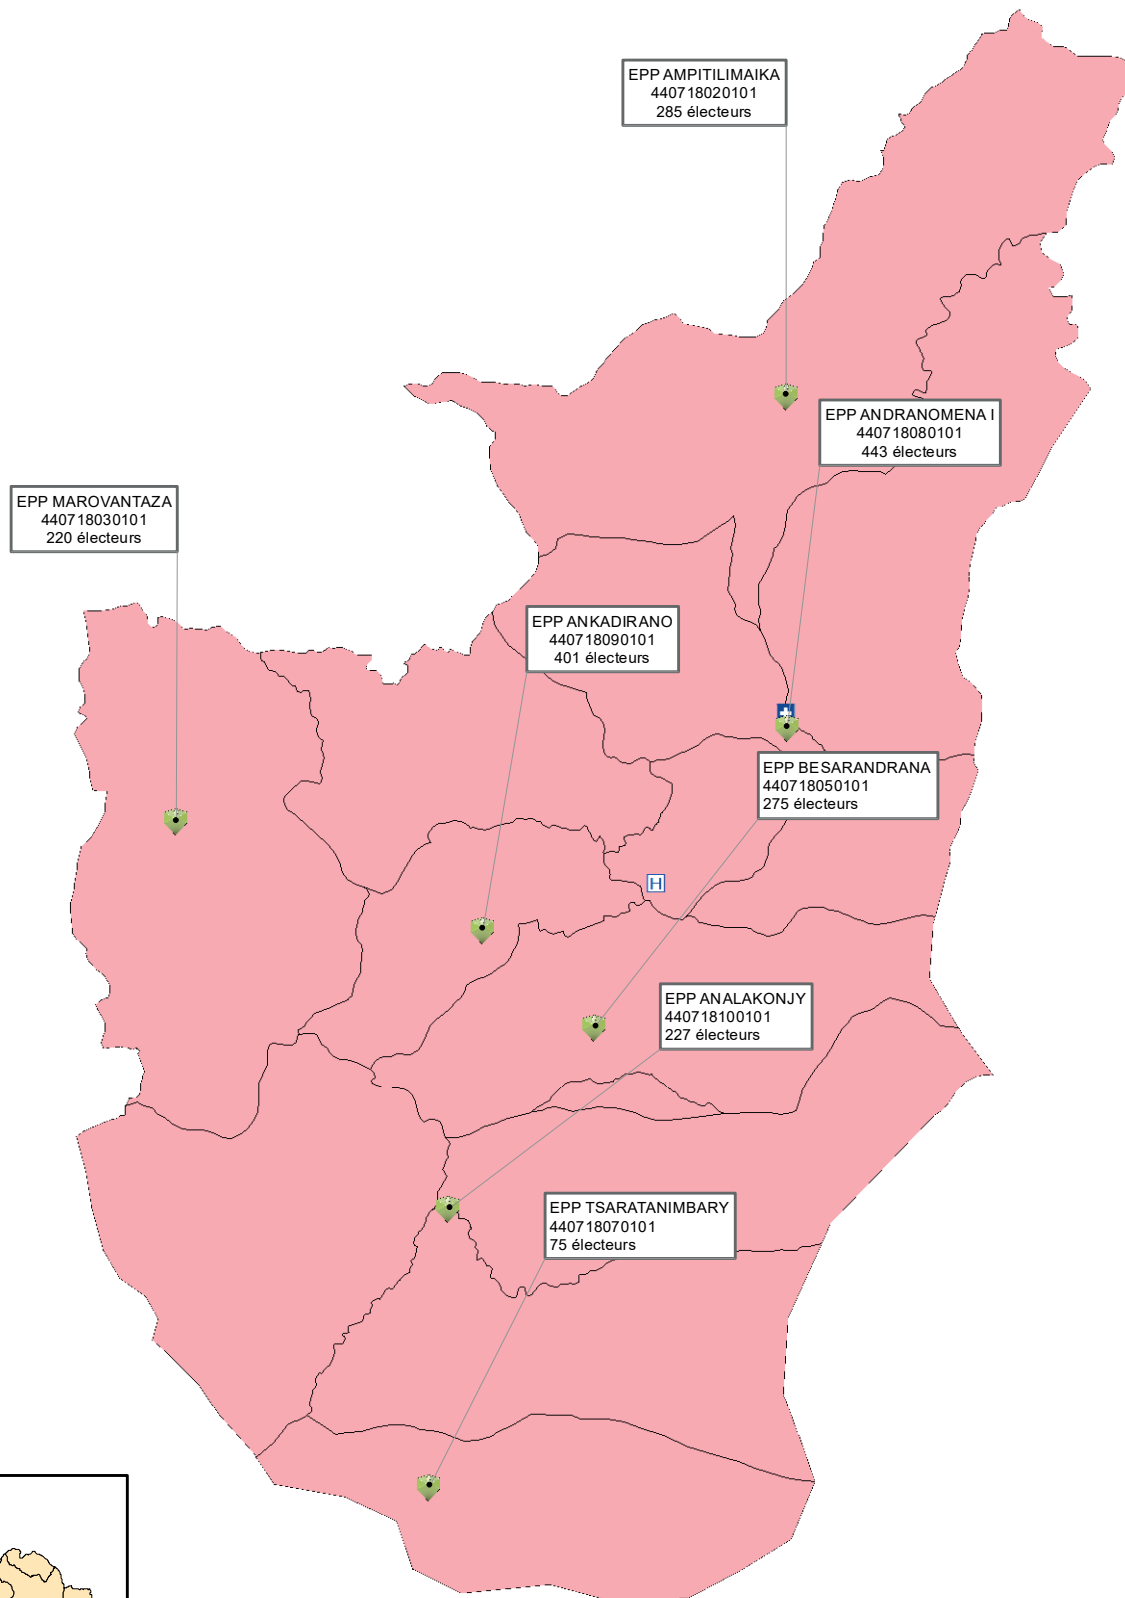 EPP AMPITILIMAIKA
440718020101
285 électeurs
EPP ANDRANOMENA I
440718080101
443 électeurs
EPP MAROVANTAZA
440718030101
220 électeurs
EPP ANKADIRANO
440718090101
401 électeurs
EPP BESARANDRANA
440718050101
275 électeurs
EPP ANALAKONJY
440718100101
227 électeurs
EPP TSARATANIMBARY
440718070101
75 électeurs
H